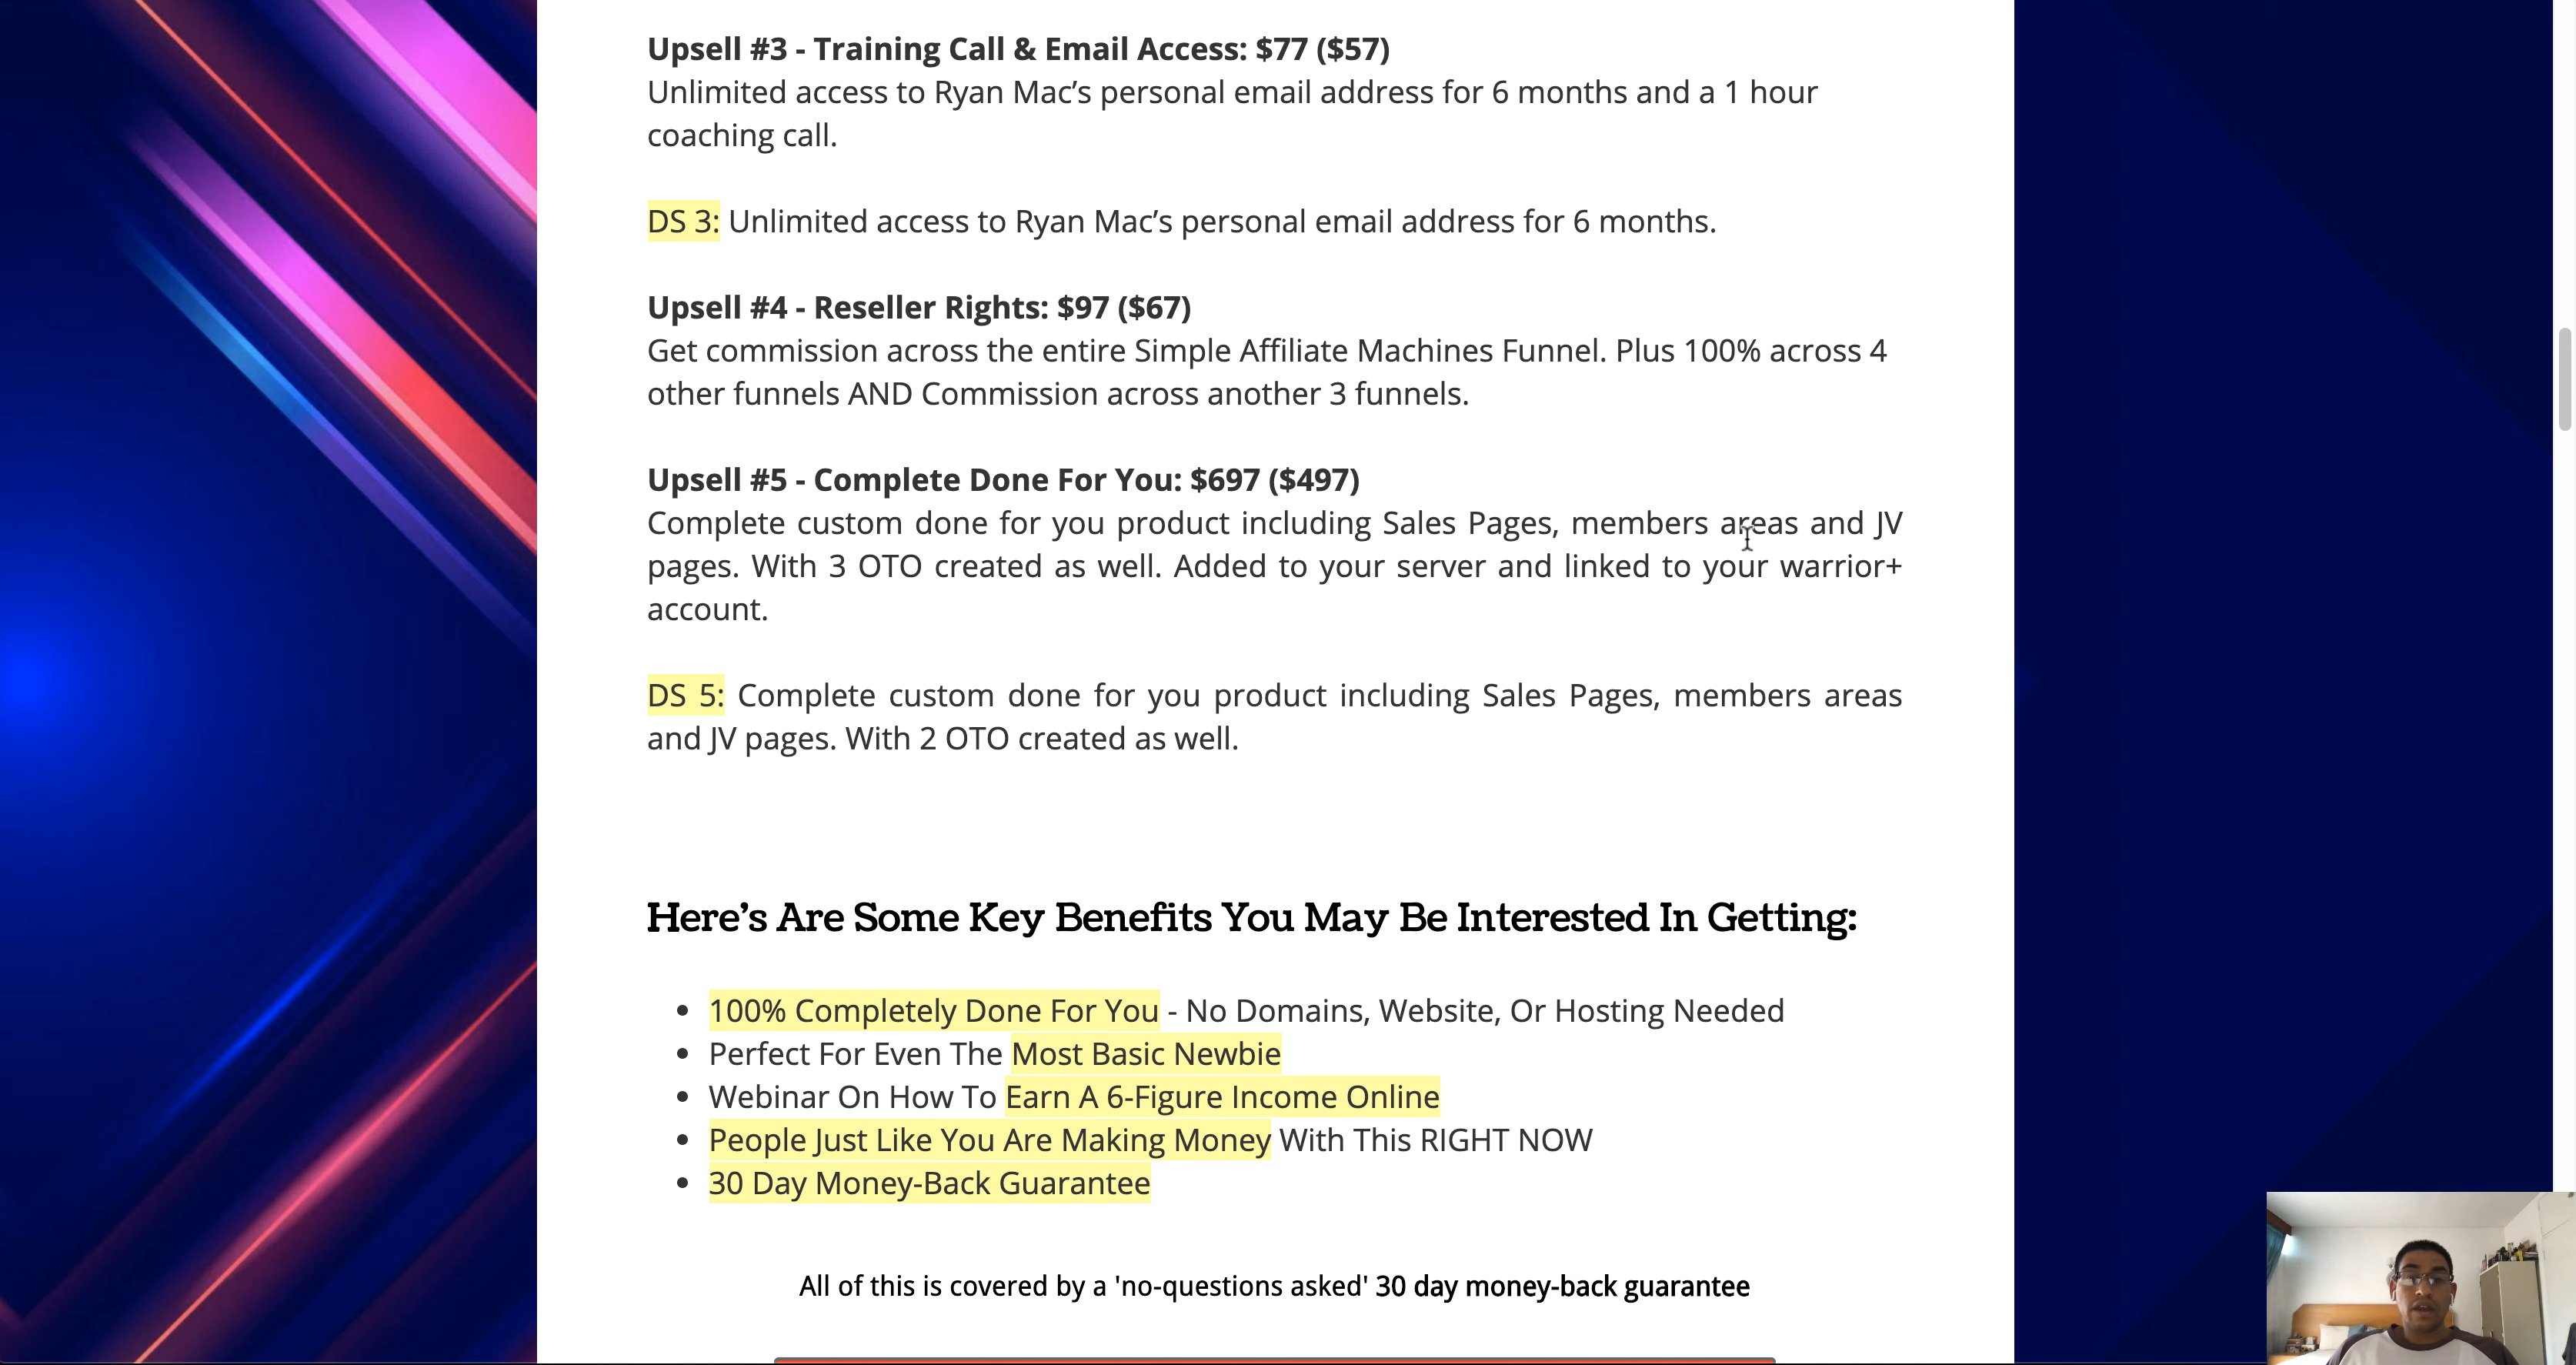 Upsell #3 - Training Call & Email Access: $77 ($57)
Unlimited access to Ryan Mac’s personal email address for 6 months and a 1 hour
coaching call.
DS 3: Unlimited access to Ryan Mac’s personal email address for 6 months.
Upsell #4 - Reseller Rights: $97 ($67)
Get commission across the entire Simple Affiliate Machines Funnel. Plus 100% across 4
other funnels AND Commission across another 3 funnels.
Upsell #5 - Complete Done For You: $697 ($497)
Complete custom done for you product including Sales Pages, members areas and JV
pages. With 3 OTO created as well. Added to your server and linked to your warrior+
account.
DS 5: Complete custom done for you product including Sales Pages, members areas
and JV pages. With 2 OTO created as well.
Here’s Are Some Key Benefits You May Be Interested In Getting:
• 100% Completely Done For You - No Domains, Website, Or Hosting Needed
• Perfect For Even The Most Basic Newbie
• Webinar On How To Earn A 6-Figure Income Online
• People Just Like You Are Making Money With This RIGHT NOW
• 30 Day Money-Back Guarantee
All of this is covered by a 'no-questions asked' 30 day money-back guarantee